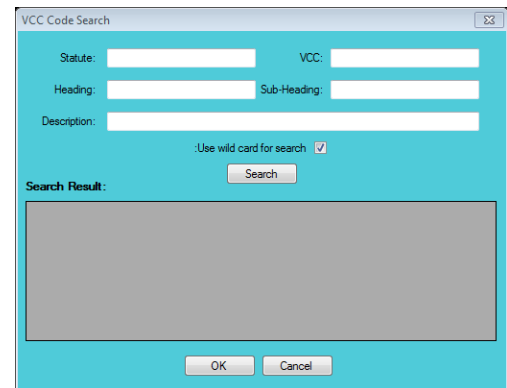 VCC Code Search
Statute: VCC:
Heading: Sub-Heading:
Description:
:Use wild card for search
Search
Search Result:
OK Cancel